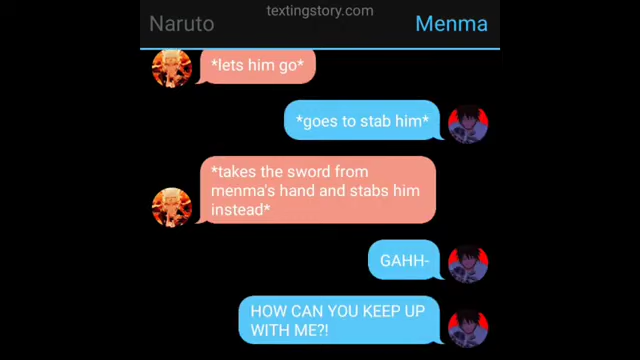 textingstory.com
Naruto
Menma
*lets him go*
*goes to stab him*
*takes the sword from
menma's hand and stabs him
instead*
GAHH-
HOW CAN YOU KEEP UP
WITH ME?!